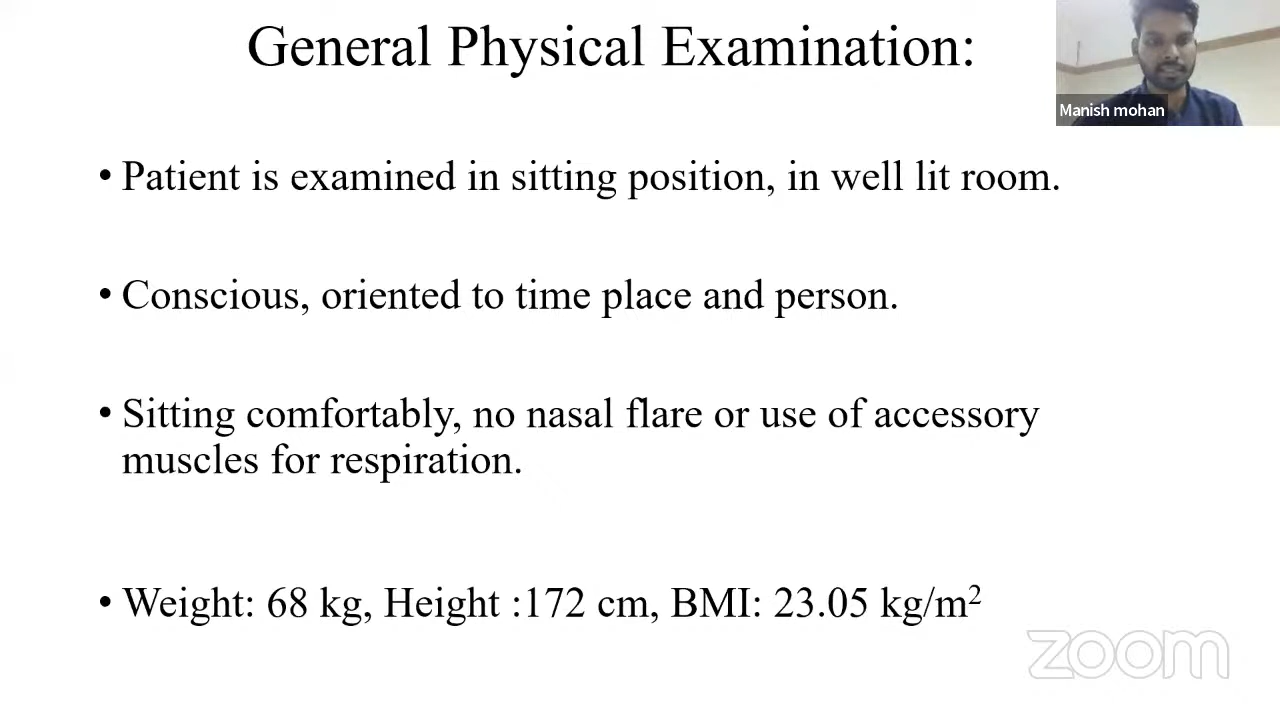 General Physical Examination:
Manish mohan
• Patient is examined in sitting position, in well lit room.
• Conscious, oriented to time place and person.
• Sitting comfortably, no nasal flare or use of accessory
muscles for respiration.
• Weight: 68 kg, Height :172 cm, BMI: 23.05 kg/m²
zoom